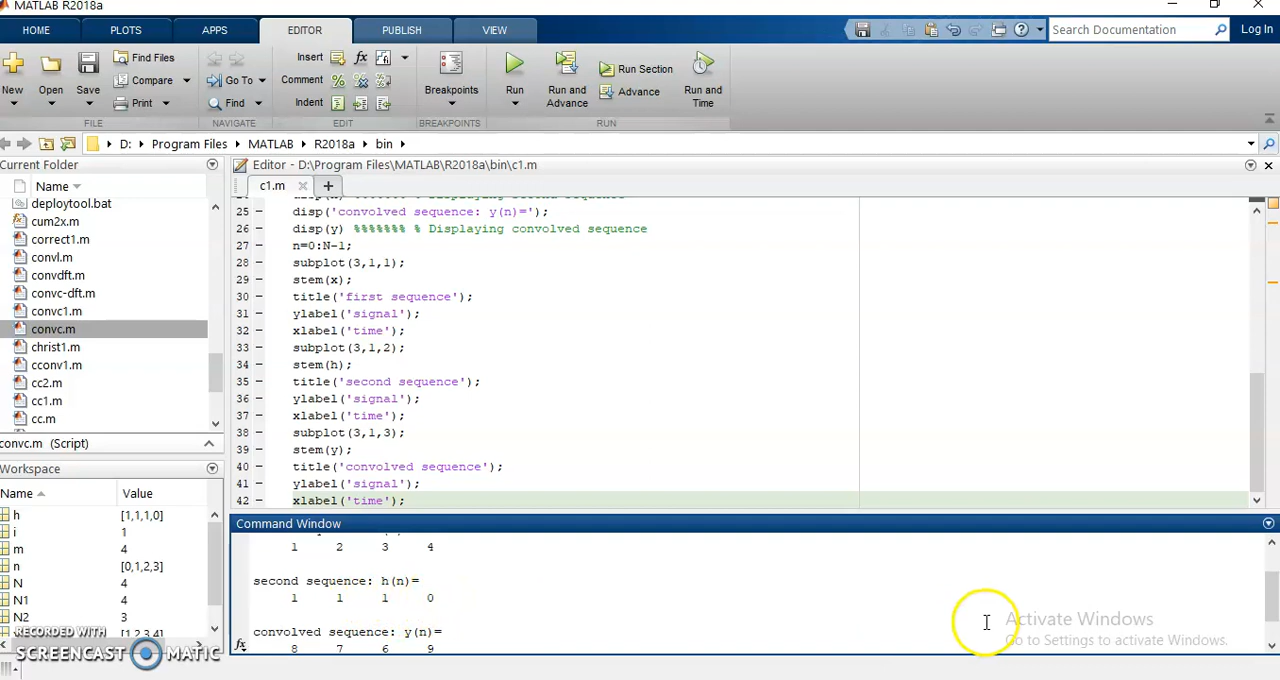 MATLAB R2018a
HOME PLOTS APPS EDITOR PUBLISH VIEW Search Documentation Log In
New Open Save Find Files Compare Print Go To Find Insert Comment Indent Breakpoints Run Run and Advance Run Section Advance Run and Time
FILE NAVIGATE EDIT BREAKPOINTS RUN
D: Program Files MATLAB R2018a bin
Current Folder
Name
deploytool.bat
cum2x.m
correct1.m
convl.m
convdft.m
convc-dft.m
convc1.m
convc.m
christ1.m
cconv1.m
cc2.m
cc1.m
cc.m
convc.m (Script)
Workspace
Name Value
h [1,1,1,0]
i 1
m 4
n [0,1,2,3]
N 4
N1 4
N2 3
[1,2,3,4]
RECORDED WITH
SCREENCAST MATIC
Editor - D:\Program Files\MATLAB\R2018a\bin\c1.m
c1.m
25 - disp('convolved sequence: y(n)=');
26 - disp(y) %%%%%%% % Displaying convolved sequence
27 - n=0:N-1;
28 - subplot(3,1,1);
29 - stem(x);
30 - title('first sequence');
31 - ylabel('signal');
32 - xlabel('time');
33 - subplot(3,1,2);
34 - stem(h);
35 - title('second sequence');
36 - ylabel('signal');
37 - xlabel('time');
38 - subplot(3,1,3);
39 - stem(y);
40 - title('convolved sequence');
41 - ylabel('signal');
42 - xlabel('time');
Command Window
1 2 3 4
second sequence: h(n)=
1 1 1 0
convolved sequence: y(n)=
8 7 6 9
fx
Activate Windows
Go to Settings to activate Windows.